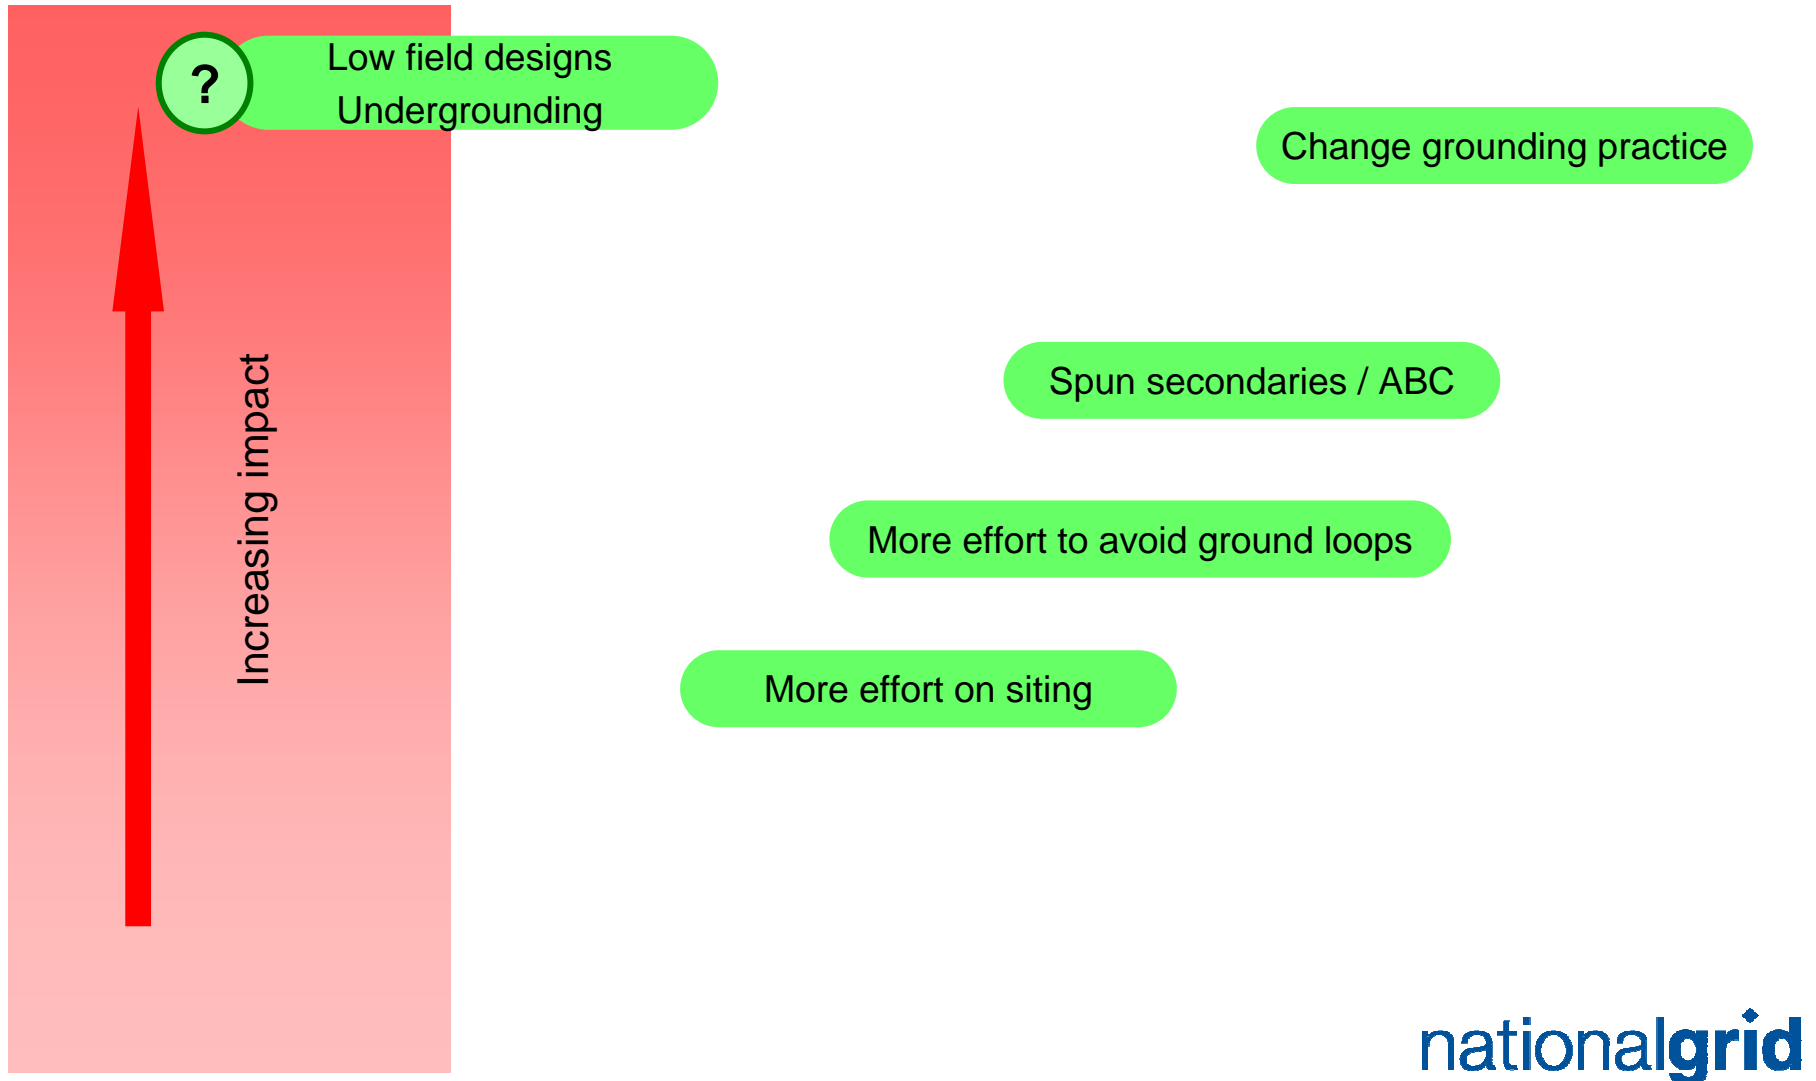 ?
Low field designs
Undergrounding
Change grounding practice
Spun secondaries / ABC
Increasing impact
More effort to avoid ground loops
More effort on siting
nationalgrid